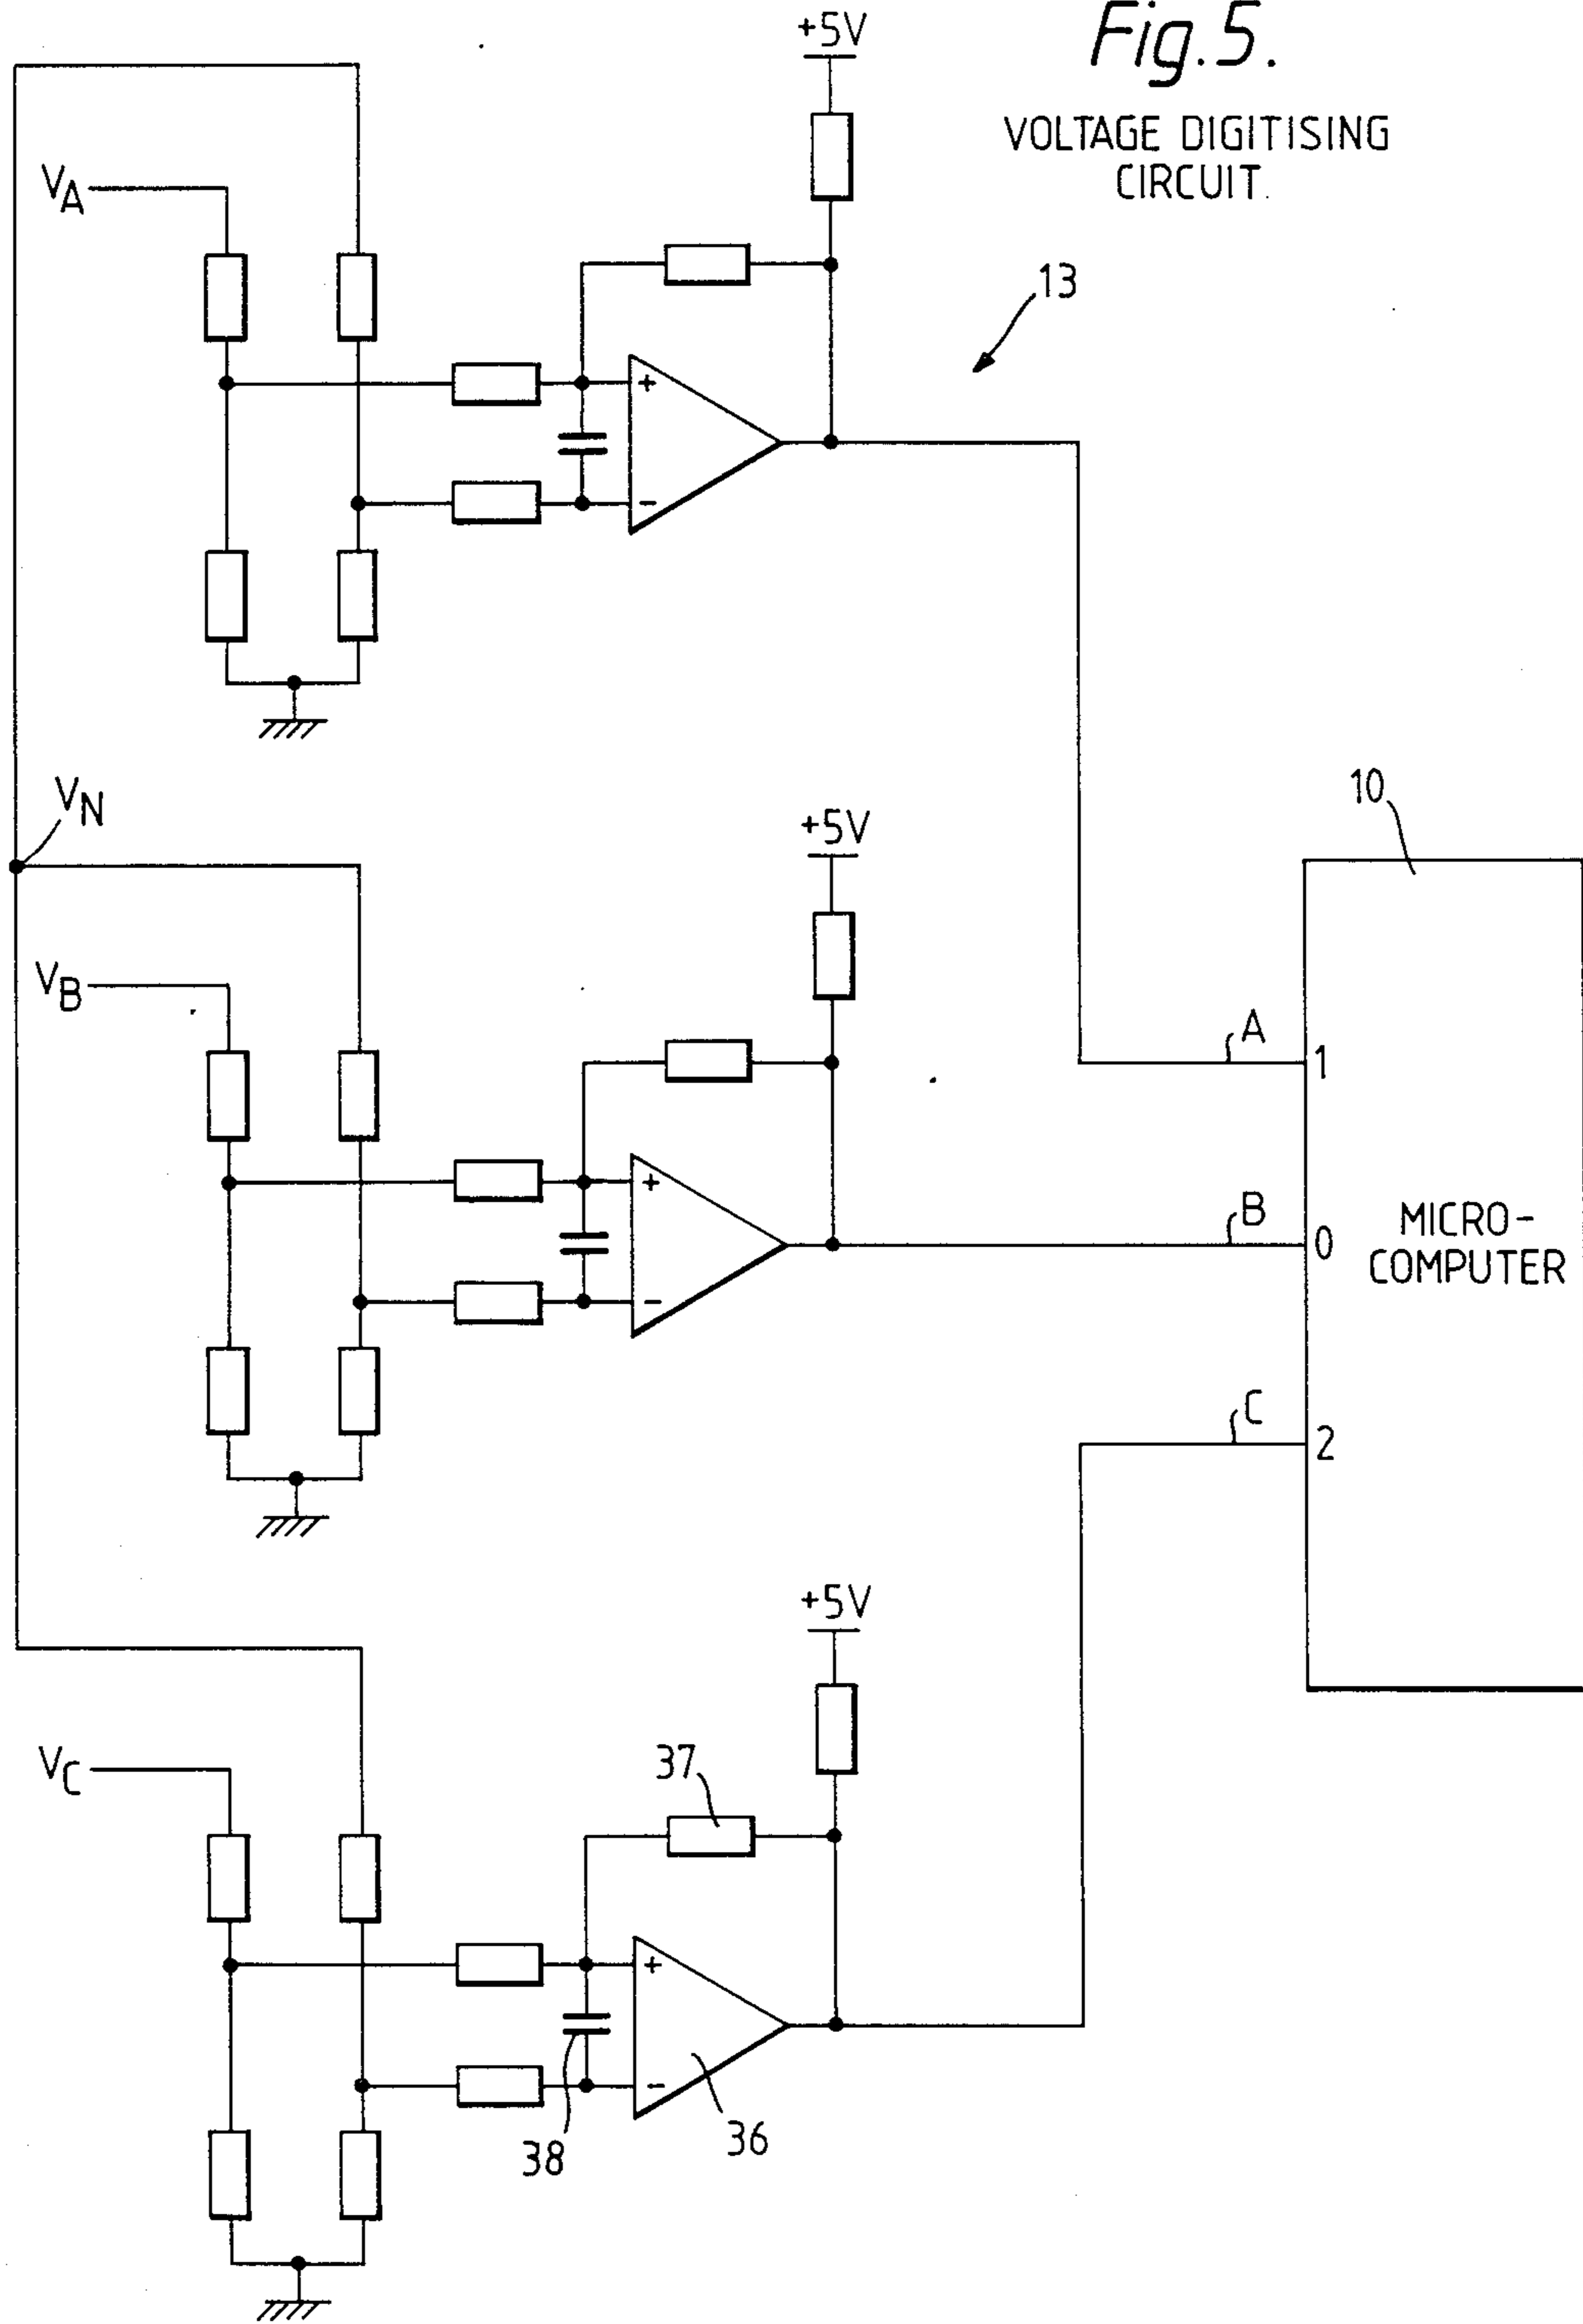 Fig.5.
VOLTAGE DIGITISING
CIRCUIT.
+5V
VA
13
+
-
VN
10
+5V
VB
A
1
+
B
0
MICRO-
COMPUTER
-
C
2
+5V
VC
37
+
-
38
36